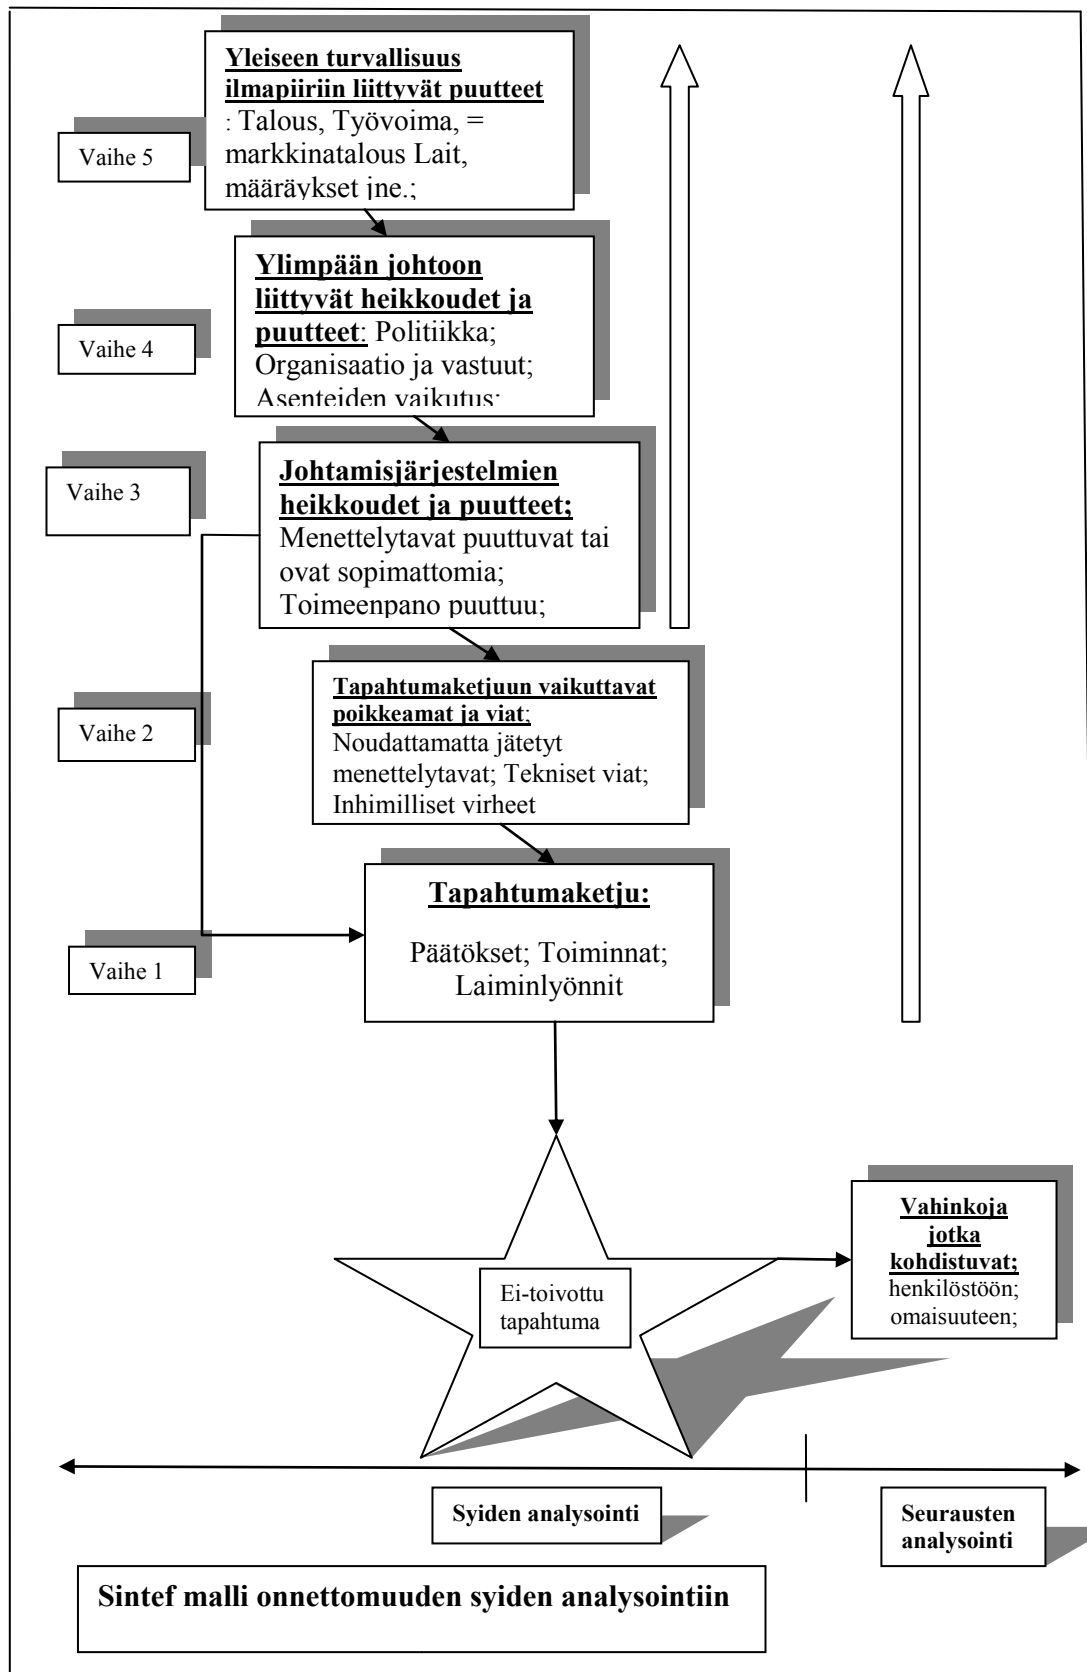 Yleiseen turvallisuus
ilmapiiriin liittyvät puutteet
: Talous, Työvoima, =
markkinatalous Lait,
määräykset jne.;
Vaihe 5
Ylimpään johtoon
liittyvät heikkoudet ja
puutteet: Politiikka;
Organisaatio ja vastuut;
Asenteiden vaikutus;
Vaihe 4
Johtamisjärjestelmien
heikkoudet ja puutteet;
Menettelytavat puuttuvat tai
ovat sopimattomia;
Toimeenpano puuttuu;
Vaihe 3
Tapahtumaketjuun vaikuttavat
poikkeamat ja viat;
Noudattamatta jätetyt
menettelytavat; Tekniset viat;
Inhimilliset virheet
Vaihe 2
Tapahtumaketju:
Päätökset; Toiminnat;
Laiminlyönnit
Vaihe 1
Ei-toivottu
tapahtuma
Vahinkoja
jotka
kohdistuvat;
henkilöstöön;
omaisuuteen;
Syiden analysointi
Seurausten
analysointi
Sintef malli onnettomuuden syiden analysointiin